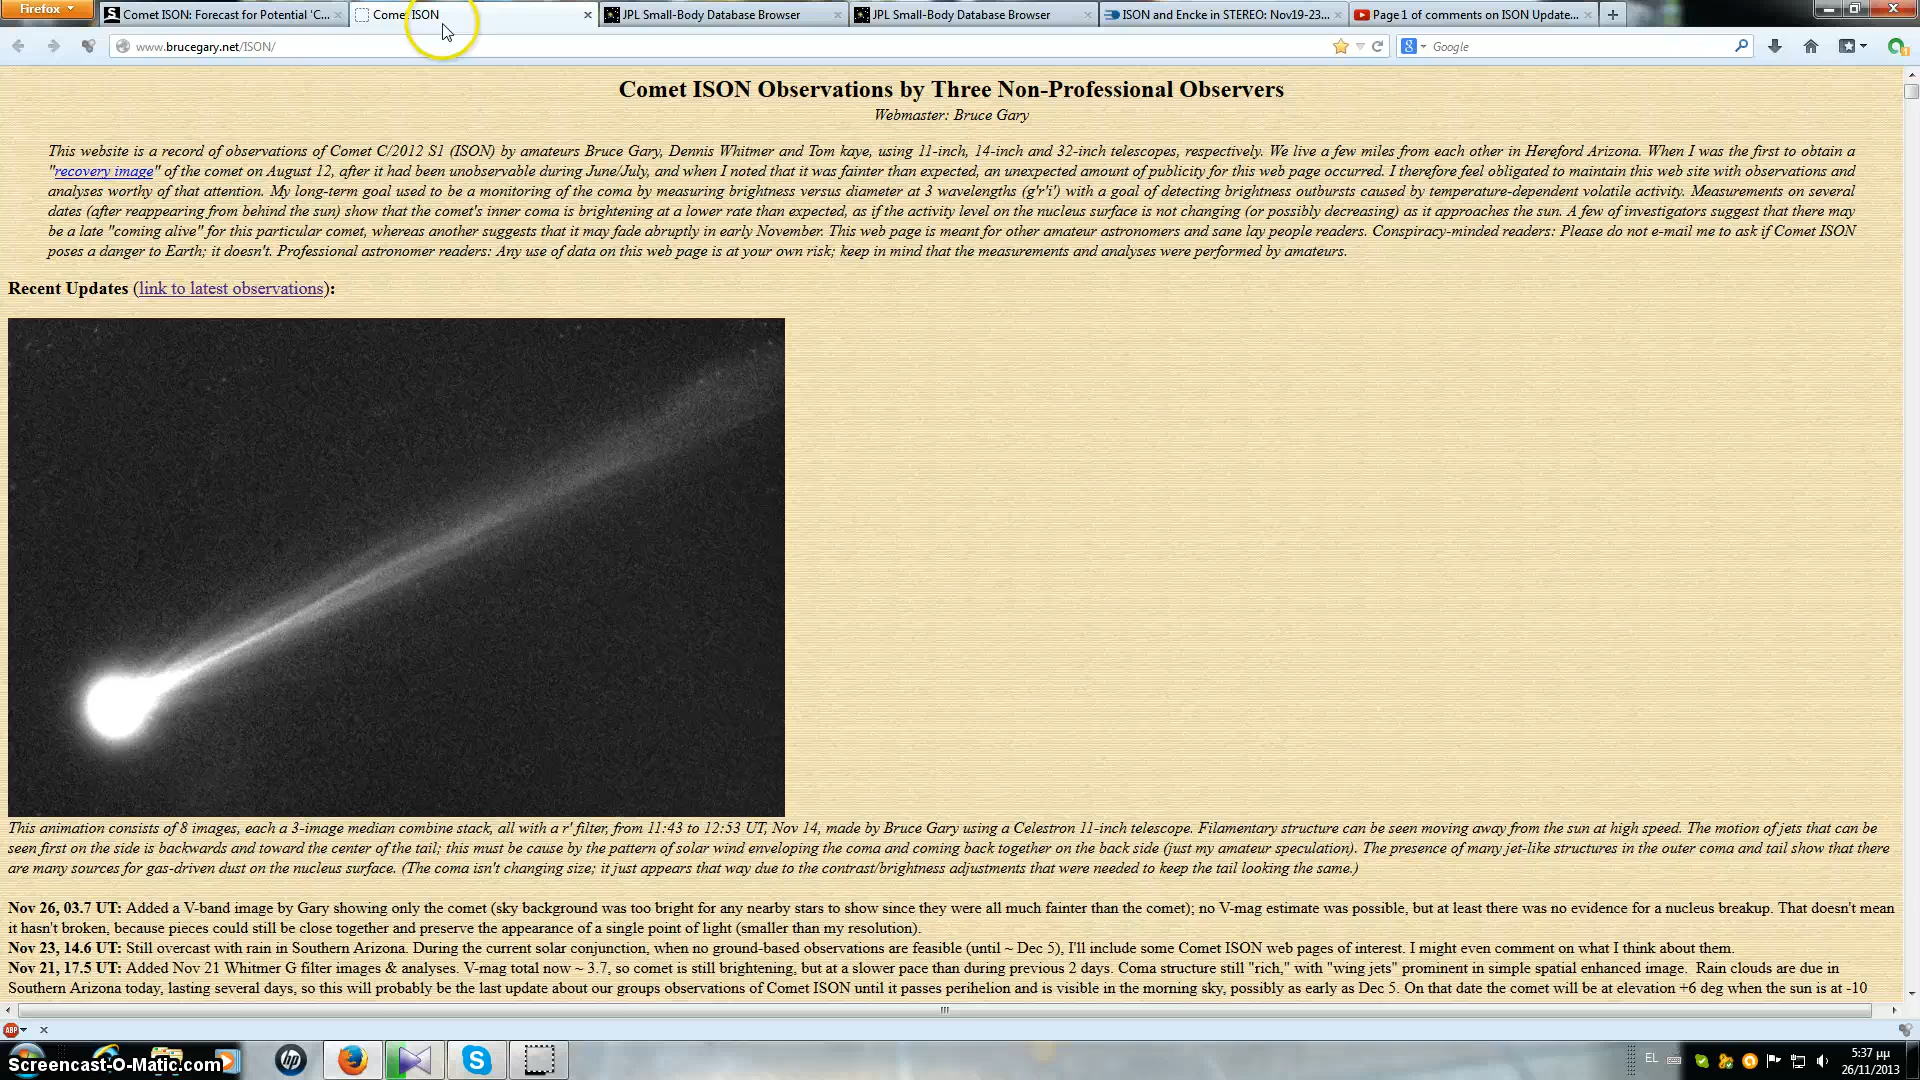 Firefox
Comet ISON: Forecast for Potential 'C...
Comet ISON
JPL Small-Body Database Browser
JPL Small-Body Database Browser
ISON and Encke in STEREO: Nov19-23...
Page 1 of comments on ISON Update...
www.brucegary.net/ISON/
Google
Comet ISON Observations by Three Non-Professional Observers
Webmaster: Bruce Gary
This website is a record of observations of Comet C/2012 S1 (ISON) by amateurs Bruce Gary, Dennis Whitmer and Tom kaye, using 11-inch, 14-inch and 32-inch telescopes, respectively. We live a few miles from each other in Hereford Arizona. When I was the first to obtain a
"recovery image" of the comet on August 12, after it had been unobservable during June/July, and when I noted that it was fainter than expected, an unexpected amount of publicity for this web page occurred. I therefore feel obligated to maintain this web site with observations and
analyses worthy of that attention. My long-term goal used to be a monitoring of the coma by measuring brightness versus diameter at 3 wavelengths (g'r'i') with a goal of detecting brightness outbursts caused by temperature-dependent volatile activity. Measurements on several
dates (after reappearing from behind the sun) show that the comet's inner coma is brightening at a lower rate than expected, as if the activity level on the nucleus surface is not changing (or possibly decreasing) as it approaches the sun. A few of investigators suggest that there may
be a late "coming alive" for this particular comet, whereas another suggests that it may fade abruptly in early November. This web page is meant for other amateur astronomers and sane lay people readers. Conspiracy-minded readers: Please do not e-mail me to ask if Comet ISON
poses a danger to Earth; it doesn't. Professional astronomer readers: Any use of data on this web page is at your own risk; keep in mind that the measurements and analyses were performed by amateurs.
Recent Updates (link to latest observations):
This animation consists of 8 images, each a 3-image median combine stack, all with a r' filter, from 11:43 to 12:53 UT, Nov 14, made by Bruce Gary using a Celestron 11-inch telescope. Filamentary structure can be seen moving away from the sun at high speed. The motion of jets that can be
seen first on the side is backwards and toward the center of the tail; this must be cause by the pattern of solar wind enveloping the coma and coming back together on the back side (just my amateur speculation). The presence of many jet-like structures in the outer coma and tail show that there
are many sources for gas-driven dust on the nucleus surface. (The coma isn't changing size; it just appears that way due to the contrast/brightness adjustments that were needed to keep the tail looking the same.)
Nov 26, 03.7 UT: Added a V-band image by Gary showing only the comet (sky background was too bright for any nearby stars to show since they were all much fainter than the comet); no V-mag estimate was possible, but at least there was no evidence for a nucleus breakup. That doesn't mean
it hasn't broken, because pieces could still be close together and preserve the appearance of a single point of light (smaller than my resolution).
Nov 23, 14.6 UT: Still overcast with rain in Southern Arizona. During the current solar conjunction, when no ground-based observations are feasible (until ~ Dec 5), I'll include some Comet ISON web pages of interest. I might even comment on what I think about them.
Nov 21, 17.5 UT: Added Nov 21 Whitmer G filter images & analyses. V-mag total now ~ 3.7, so comet is still brightening, but at a slower pace than during previous 2 days. Coma structure still "rich," with "wing jets" prominent in simple spatial enhanced image. Rain clouds are due in
Southern Arizona today, lasting several days, so this will probably be the last update about our groups observations of Comet ISON until it passes perihelion and is visible in the morning sky, possibly as early as Dec 5. On that date the comet will be at elevation +6 deg when the sun is at -10
ABP
Screencast-O-Matic.com
hp
EL
5:37 μμ
26/11/2013